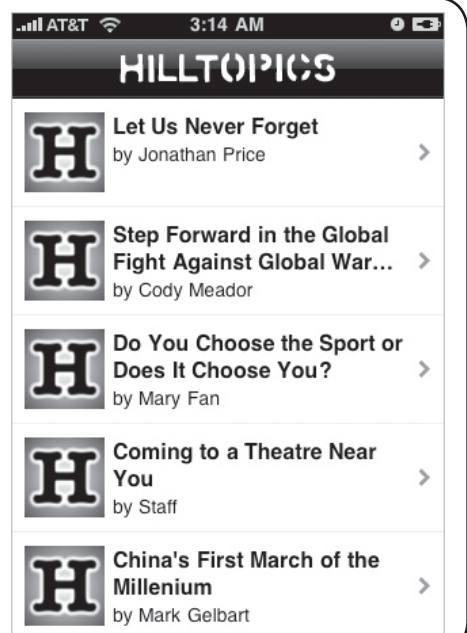 AT&T 3:14 AM
HILLTOPICS
H
Let Us Never Forget
by Jonathan Price
H
Step Forward in the Global
Fight Against Global War...
by Cody Meador
H
Do You Choose the Sport or
Does It Choose You?
by Mary Fan
H
Coming to a Theatre Near
You
by Staff
H
China's First March of the
Millenium
by Mark Gelbart